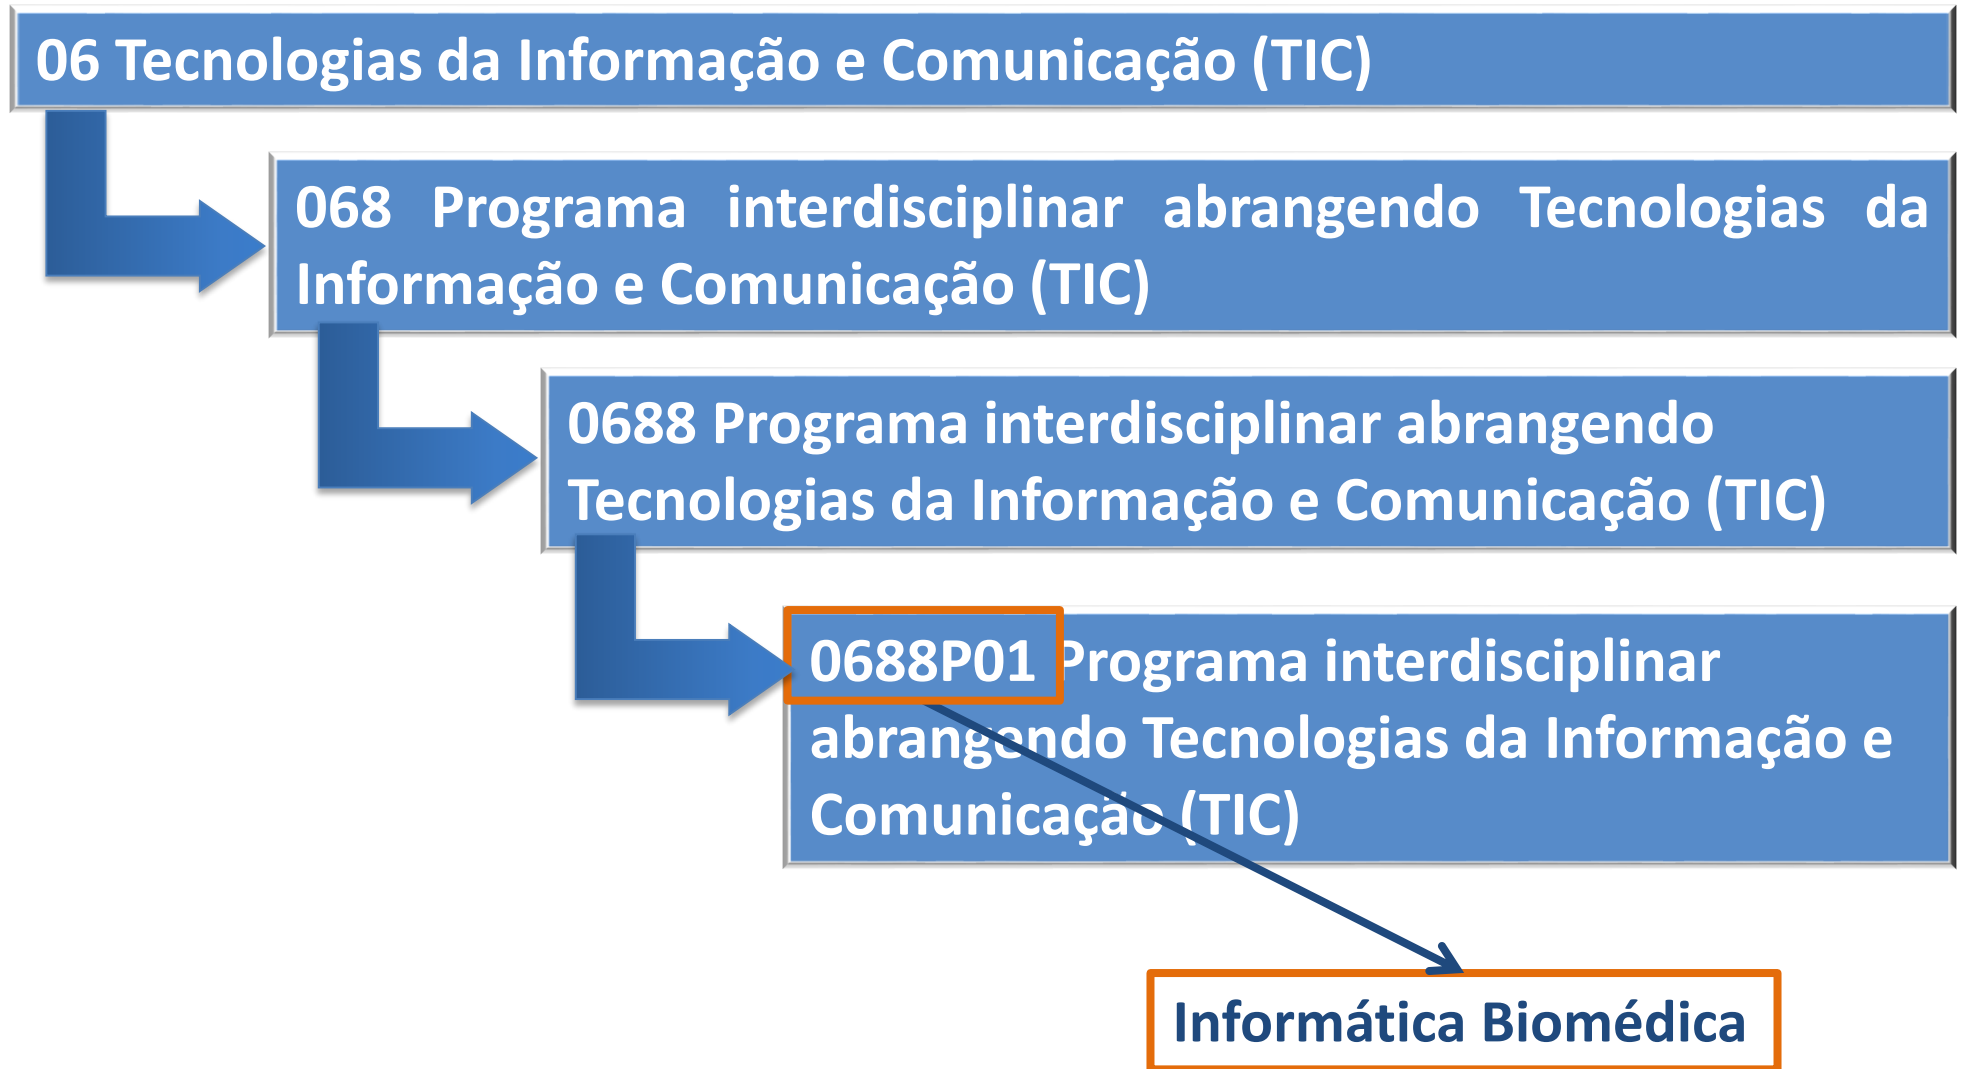 06 Tecnologias da Informação e Comunicação (TIC)
068 Programa interdisciplinar abrangendo Tecnologias da
Informação e Comunicação (TIC)
0688 Programa interdisciplinar abrangendo
Tecnologias da Informação e Comunicação (TIC)
0688P01 Programa interdisciplinar
abrangendo Tecnologias da Informação e
Comunicação (TIC)
Informática Biomédica